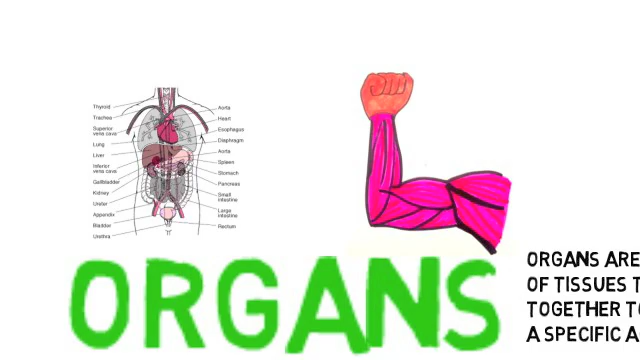 Thyroid
Trachea
Superior
vena cava
Lung
Liver
Inferior
vena cava
Gallbladder
Kidney
Ureter
Appendix
Bladder
Urethra
Aorta
Heart
Esophagus
Diaphragm
Aorta
Spleen
Stomach
Pancreas
Small
intestine
Large
intestine
Rectum
ORGANS
ORGANS ARE
OF TISSUES T
TOGETHER TO
A SPECIFIC A